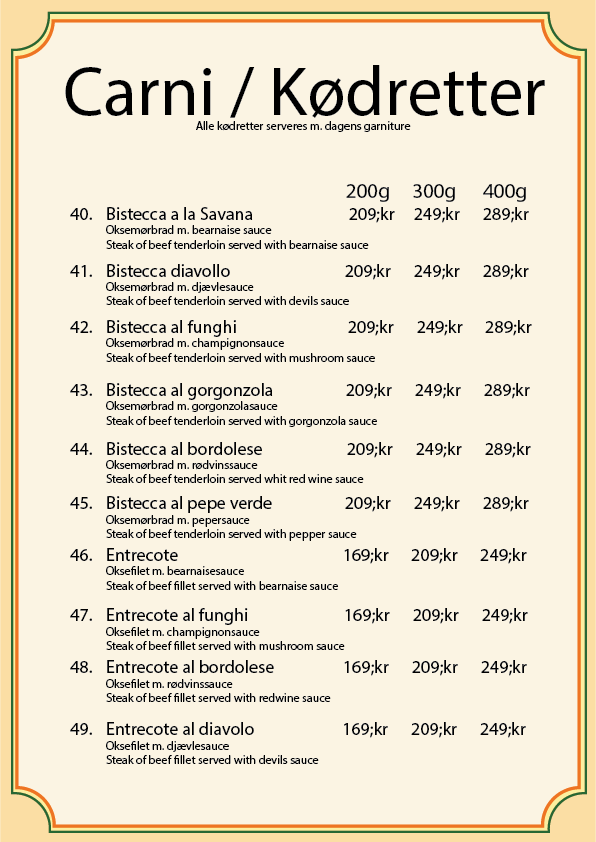 Carni / Kødretter
Alle kødretter serveres m. dagens garniture
200g 300g 400g
40. Bistecca a la Savana 209;kr 249;kr 289;kr
Oksemørbrad m. bearnaise sauce
Steak of beef tenderloin served with bearnaise sauce
41. Bistecca diavollo 209;kr 249;kr 289;kr
Oksemørbrad m. djævlesauce
Steak of beef tenderloin served with devils sauce
42. Bistecca al funghi 209;kr 249;kr 289;kr
Oksemørbrad m. champignonsauce
Steak of beef tenderloin served with mushroom sauce
43. Bistecca al gorgonzola 209;kr 249;kr 289;kr
Oksemørbrad m. gorgonzolasauce
Steak of beef tenderloin served with gorgonzola sauce
44. Bistecca al bordolese 209;kr 249;kr 289;kr
Oksemørbrad m. rødvinssauce
Steak of beef tenderloin served whit red wine sauce
45. Bistecca al pepe verde 209;kr 249;kr 289;kr
Oksemørbrad m. pepersauce
Steak of beef tenderloin served with pepper sauce
46. Entrecote 169;kr 209;kr 249;kr
Oksefilet m. bearnaisesauce
Steak of beef fillet served with bearnaise sauce
47. Entrecote al funghi 169;kr 209;kr 249;kr
Oksefilet m. champignonsauce
Steak of beef fillet served with mushroom sauce
48. Entrecote al bordolese 169;kr 209;kr 249;kr
Oksefilet m. rødvinssauce
Steak of beef fillet served with redwine sauce
49. Entrecote al diavolo 169;kr 209;kr 249;kr
Oksefilet m. djævlesauce
Steak of beef fillet served with devils sauce